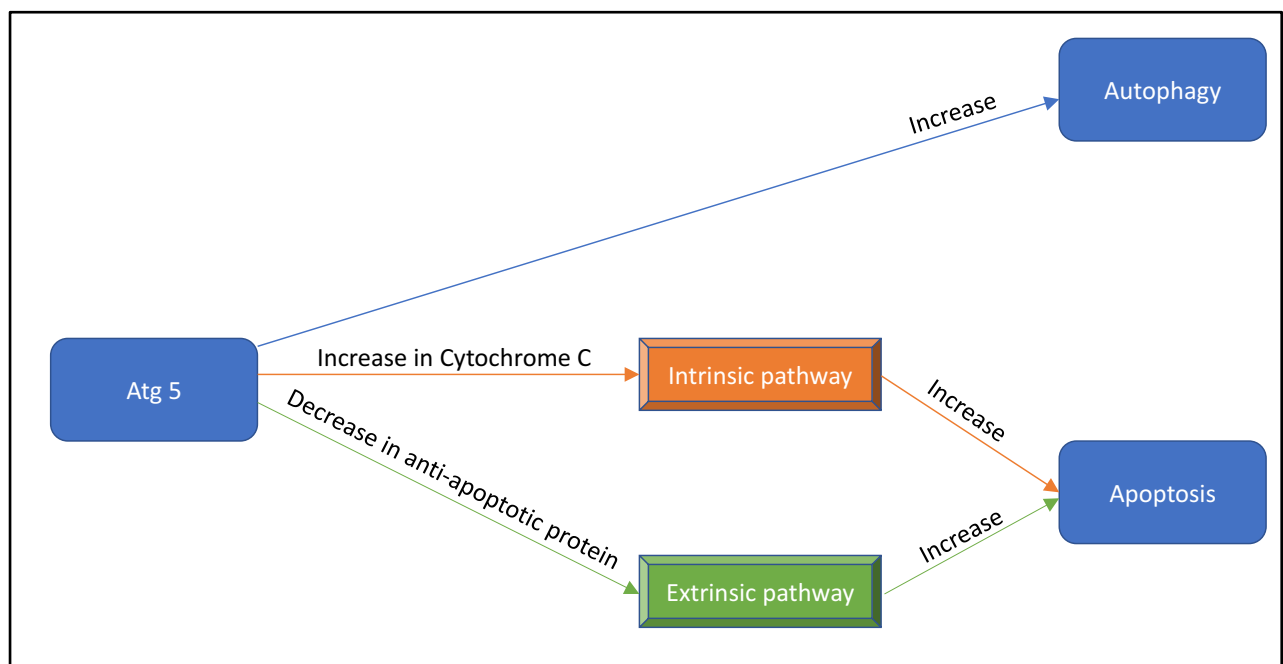 Autophagy
Increase
Atg 5
Increase in Cytochrome C
Intrinsic pathway
Increase
Decrease in anti-apoptotic protein
Apoptosis
Increase
Extrinsic pathway